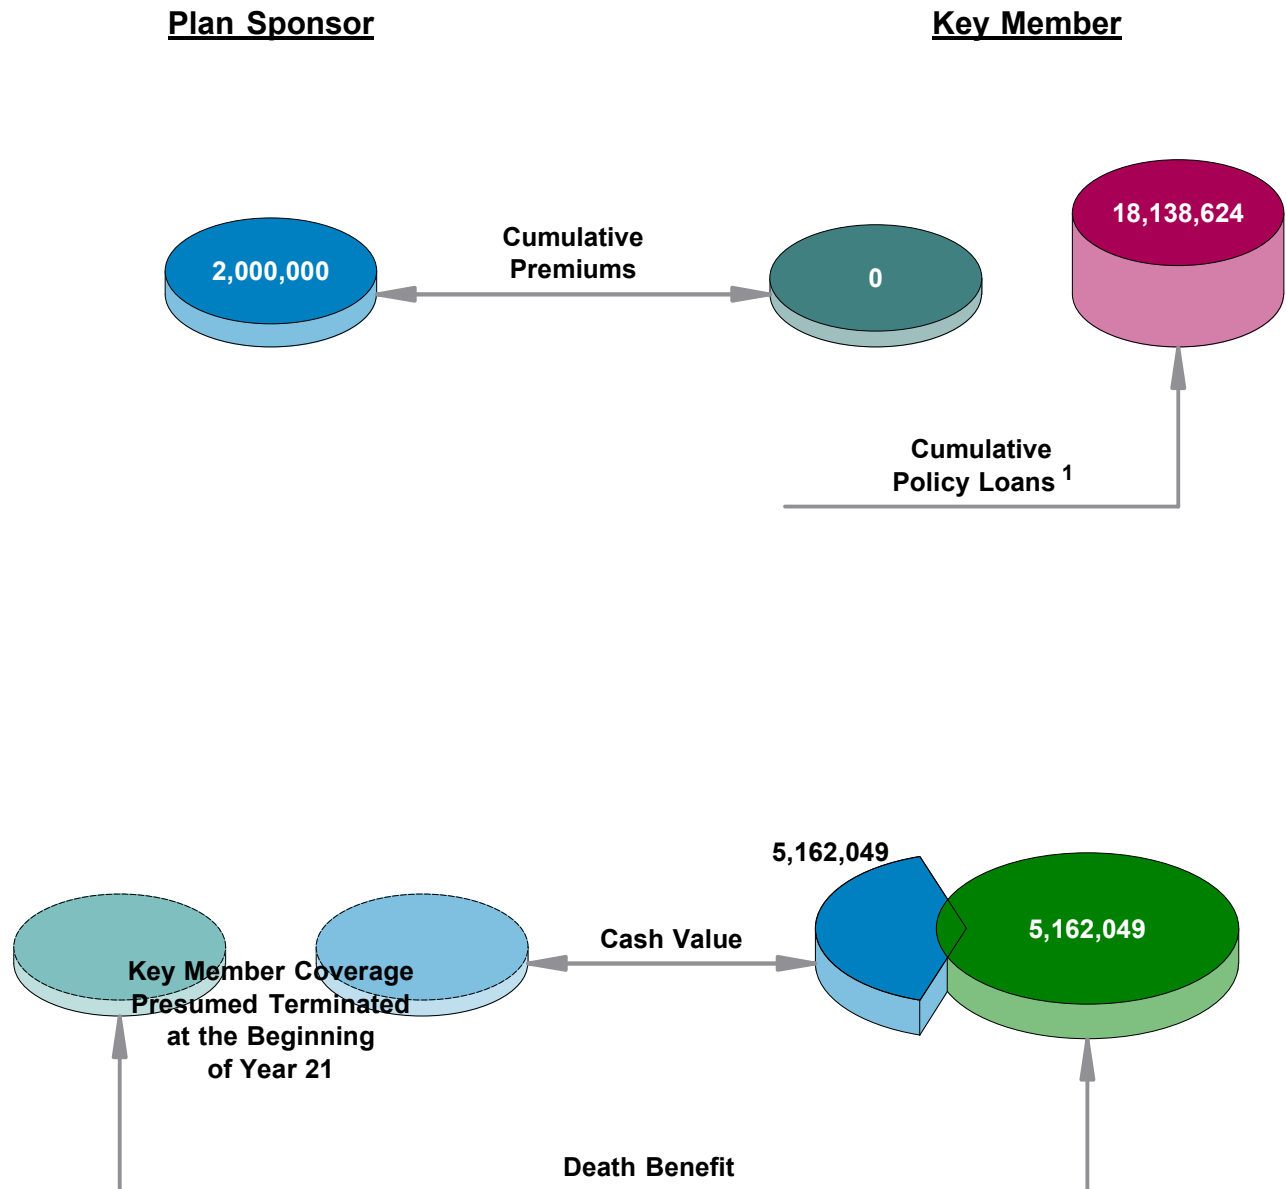 Plan Sponsor
Key Member
18,138,624
2,000,000
Cumulative
Premiums
0
Cumulative
Policy Loans 1
5,162,049
5,162,049
Cash Value
Key Member Coverage
Presumed Terminated
at the Beginning
of Year 21
Death Benefit